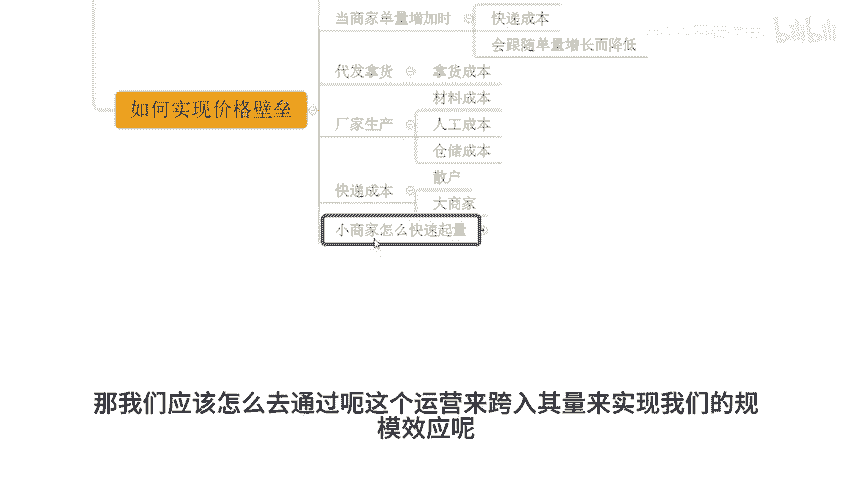 当商家单量增加时
快递成本
会跟随单量增长而降低
代发拿货
拿货成本
如何实现价格壁垒
厂家生产
材料成本
人工成本
仓储成本
快递成本
散户
大商家
小商家怎么快速起量
那我们应该怎么去通过呃这个运营来跨入其量来实现我们的规
模效应呢
bilibili